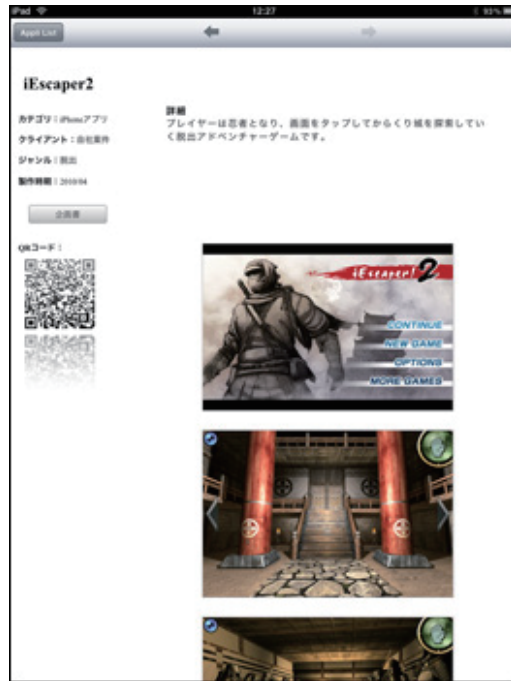 iPad
12:27
93%
Appli List
iEscaper2
カテゴリ：iPhoneアプリ
クライアント：自社案件
ジャンル：脱出
製作時期：2010/04
企画書
QRコード：
詳細
プレイヤーは忍者となり、画面をタップしてからくり城を探索してい
く脱出アドベンチャーゲームです。
iEscaper! 2
CONTINUE
NEW GAME
OPTIONS
MORE GAMES